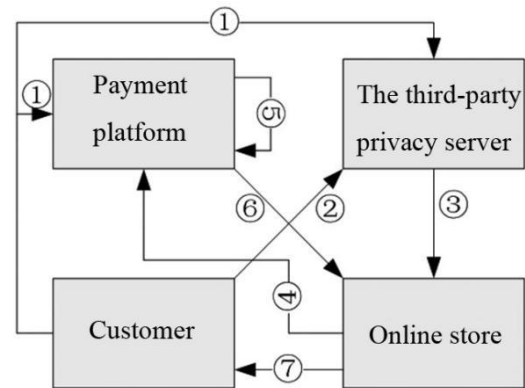 ①
①
Payment
platform
⑤
The third-party
privacy server
⑥
②
③
④
Customer
Online store
⑦